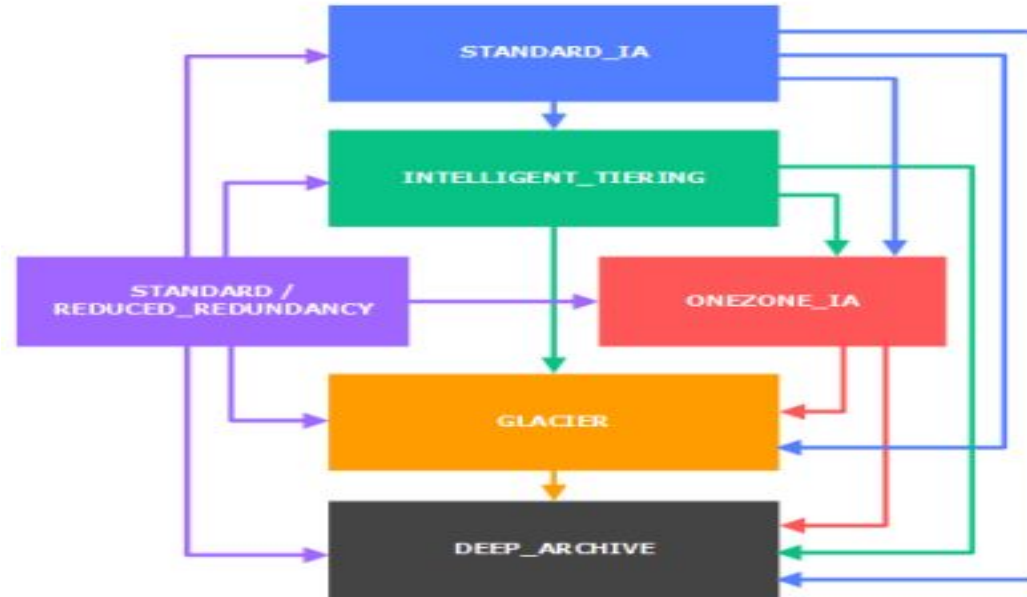 STANDARD_IA
INTELLIGENT_TIERING
STANDARD /
REDUCED_REDUNDANCY
ONEZONE_IA
GLACIER
DEEP_ARCHIVE